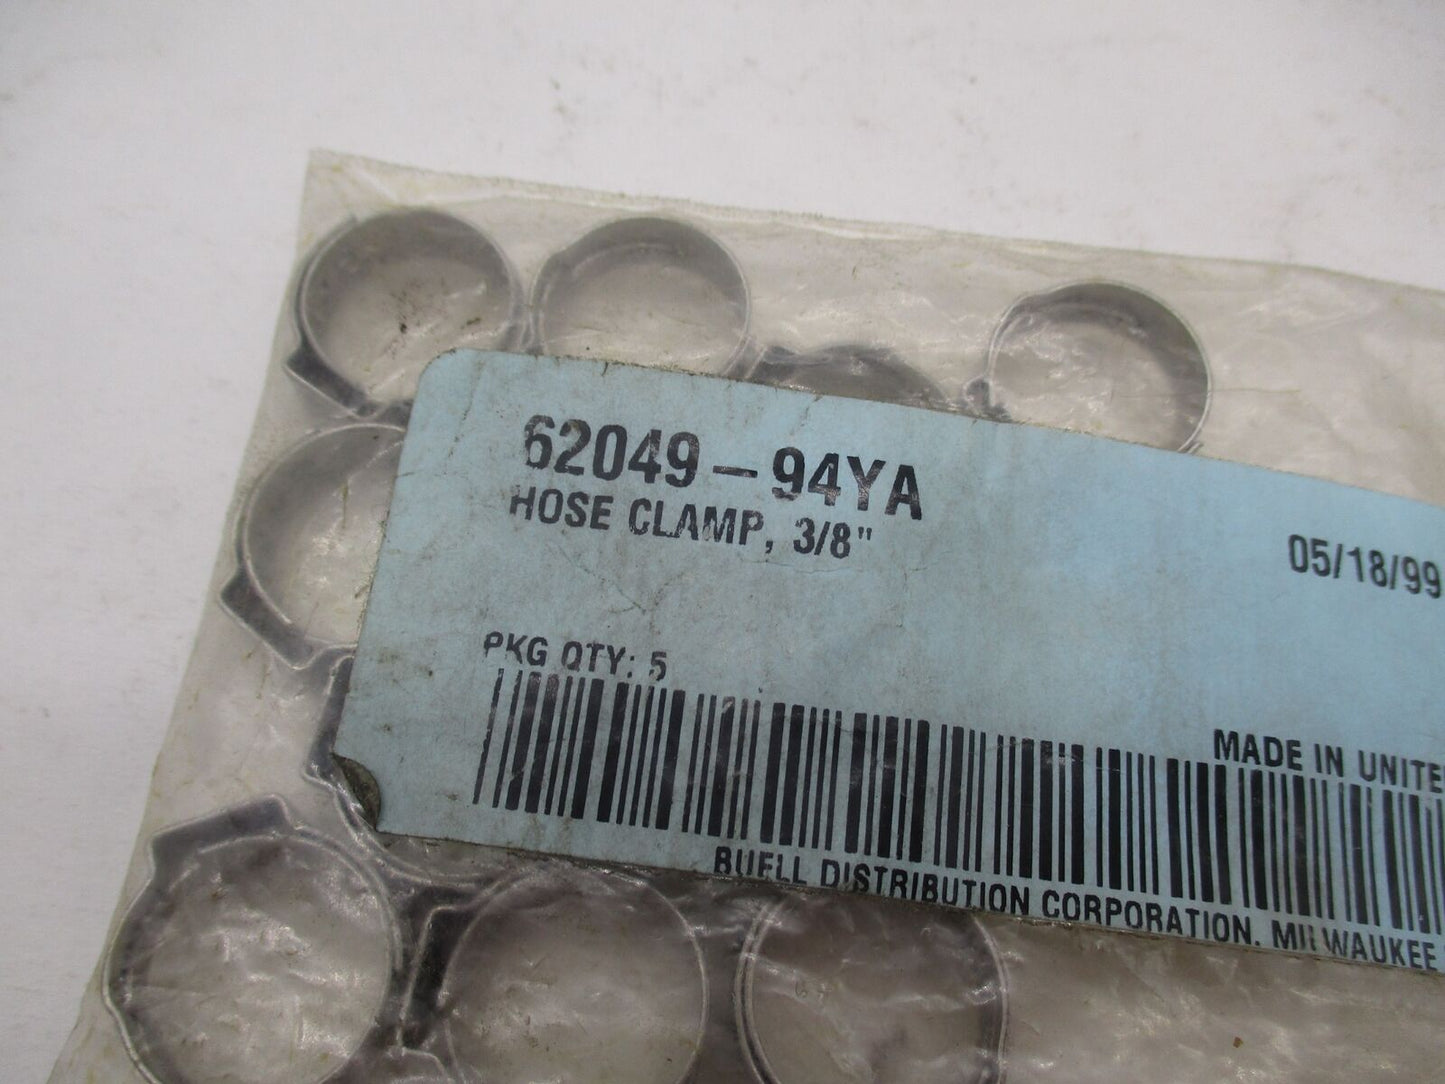 62049-94YA
HOSE CLAMP, 3/8"
05/18/99
PKG QTY: 5
MADE IN UNITE
BUELL DISTRIBUTION CORPORATION. MILWAUKEE